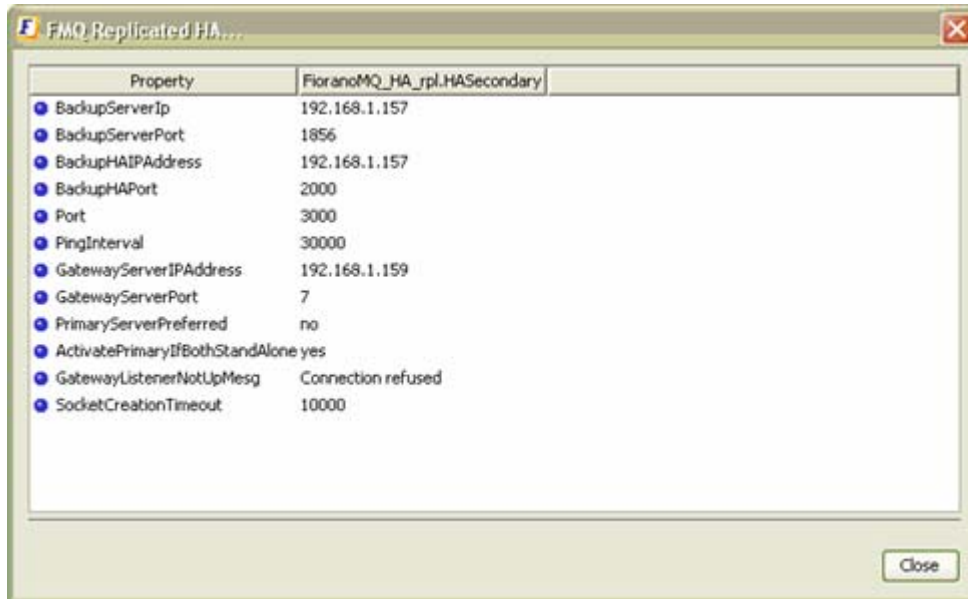 FMQ Replicated HA...
Property FioranoMQ_HA_rpl.HASecondary
BackupServerIp 192.168.1.157
BackupServerPort 1856
BackupHAIPAddress 192.168.1.157
BackupHAPort 2000
Port 3000
PingInterval 30000
GatewayServerIPAddress 192.168.1.159
GatewayServerPort 7
PrimaryServerPreferred no
ActivatePrimaryIfBothStandAlone yes
GatewayListenerNotUpMesg Connection refused
SocketCreationTimeout 10000
Close